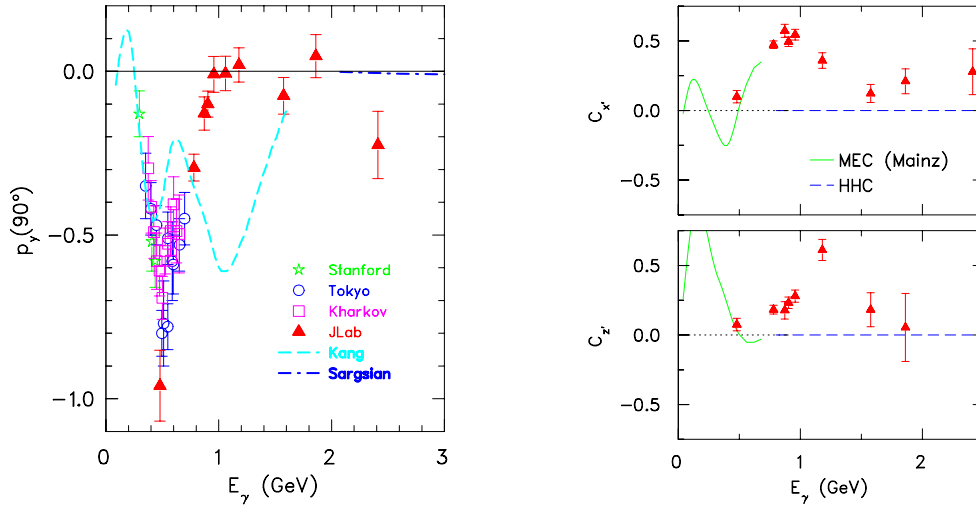 0.0
−0.5
−1.0
p_y(90°)
Stanford
Tokyo
Kharkov
JLab
Kang
Sargsian
0 1 2 3
E_γ (GeV)
0.5
0.0
−0.5
C_x'
MEC (Mainz)
HHC
0.5
0.0
−0.5
C_z'
0 1 2
E_γ (GeV)